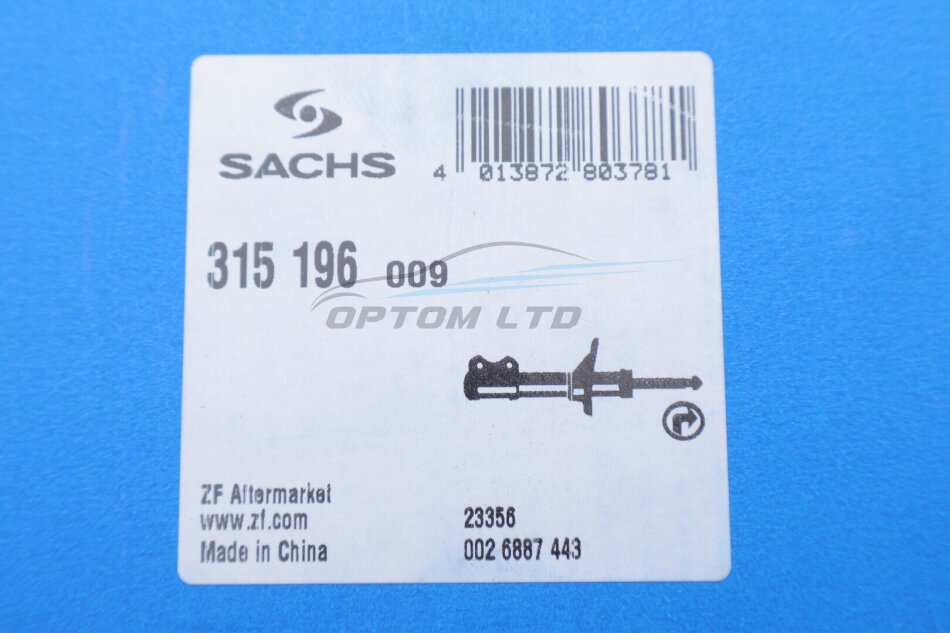 SACHS
4 013872 803781
315 196 009
OPTOM LTD
ZF Aftermarket
www.zf.com
Made in China
23356
002 6887 443